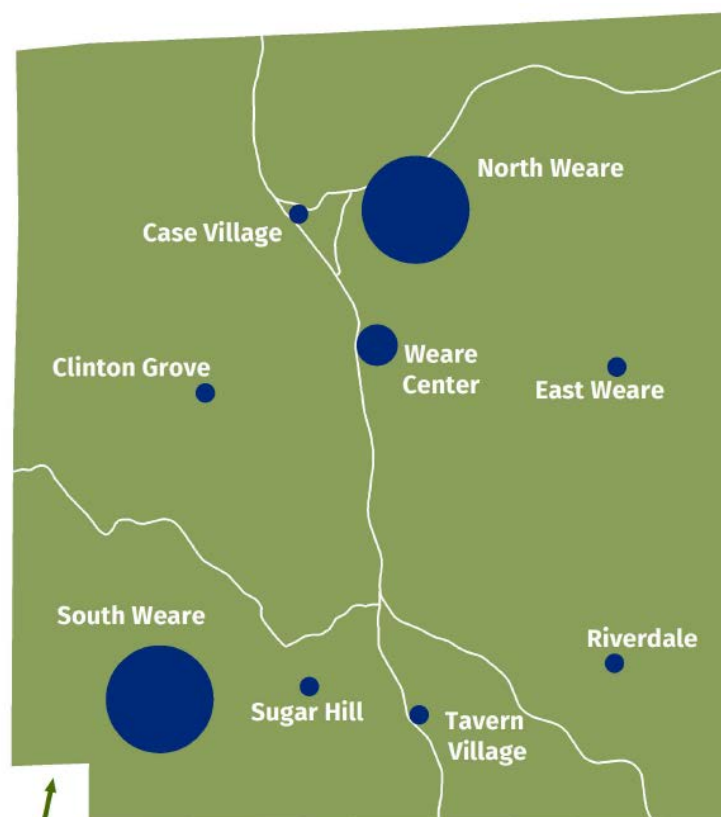 North Weare
Case Village
Weare
Center
Clinton Grove
East Weare
South Weare
Riverdale
Sugar Hill
Tavern
Village